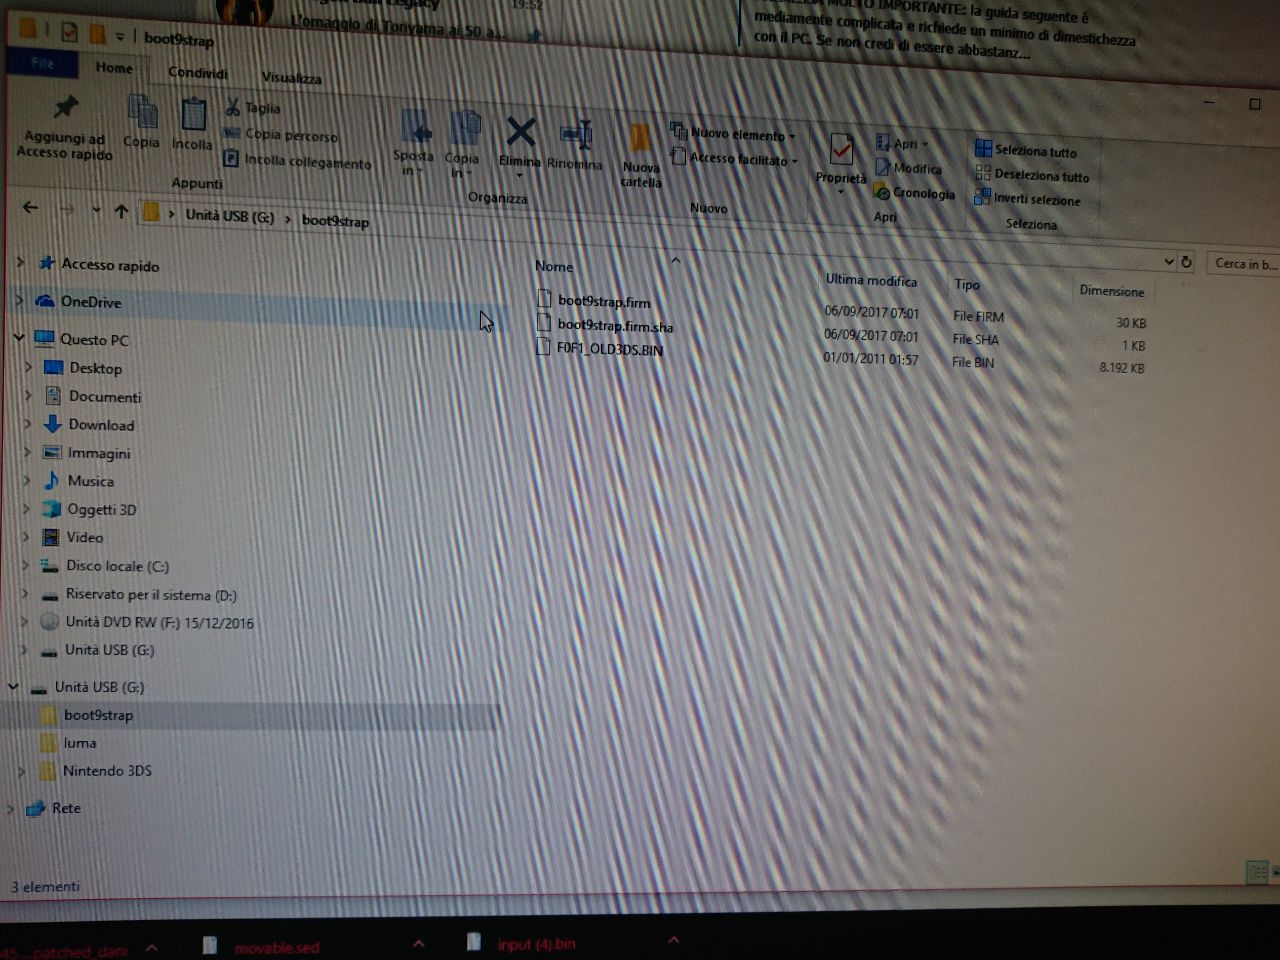 19:52
L'omaggio di Toriyama ai 50 a...
MOLTO IMPORTANTE: la guida seguente è
mediamente complicata e richiede un minimo di dimestichezza
con il PC. Se non credi di essere abbastanz...
boot9strap
File
Home
Condividi
Visualizza
Aggiungi ad
Accesso rapido
Copia
Incolla
Taglia
Copia percorso
Incolla collegamento
Appunti
Sposta
in
Copia
in
Elimina
Rinomina
Organizza
Nuova
cartella
Nuovo elemento
Accesso facilitato
Nuovo
Proprietà
Apri
Modifica
Cronologia
Apri
Seleziona tutto
Deseleziona tutto
Inverti selezione
Seleziona
Unità USB (G:) > boot9strap
Cerca in b...
Accesso rapido
OneDrive
Questo PC
Desktop
Documenti
Download
Immagini
Musica
Oggetti 3D
Video
Disco locale (C:)
Riservato per il sistema (D:)
Unità DVD RW (F:) 15/12/2016
Unità USB (G:)
Unità USB (G:)
boot9strap
luma
Nintendo 3DS
Rete
Nome Ultima modifica Tipo Dimensione
boot9strap.firm 06/09/2017 07:01 File FIRM 30 KB
boot9strap.firm.sha 06/09/2017 07:01 File SHA 1 KB
F0F1_OLD3DS.BIN 01/01/2011 01:57 File BIN 8.192 KB
3 elementi
45....patched_dani
movable.sed
input (4).bin